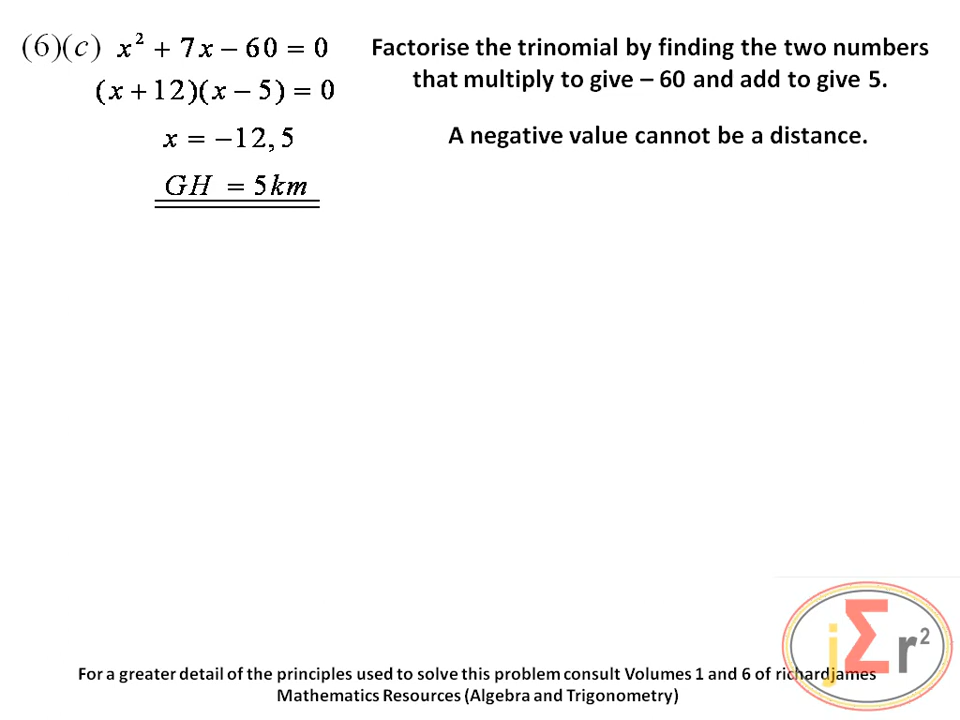 (6)(c) x² + 7x − 60 = 0
Factorise the trinomial by finding the two numbers
that multiply to give – 60 and add to give 5.
(x + 12)(x − 5) = 0
x = −12, 5
A negative value cannot be a distance.
GH = 5km
jΣr²
For a greater detail of the principles used to solve this problem consult Volumes 1 and 6 of richardjames
Mathematics Resources (Algebra and Trigonometry)